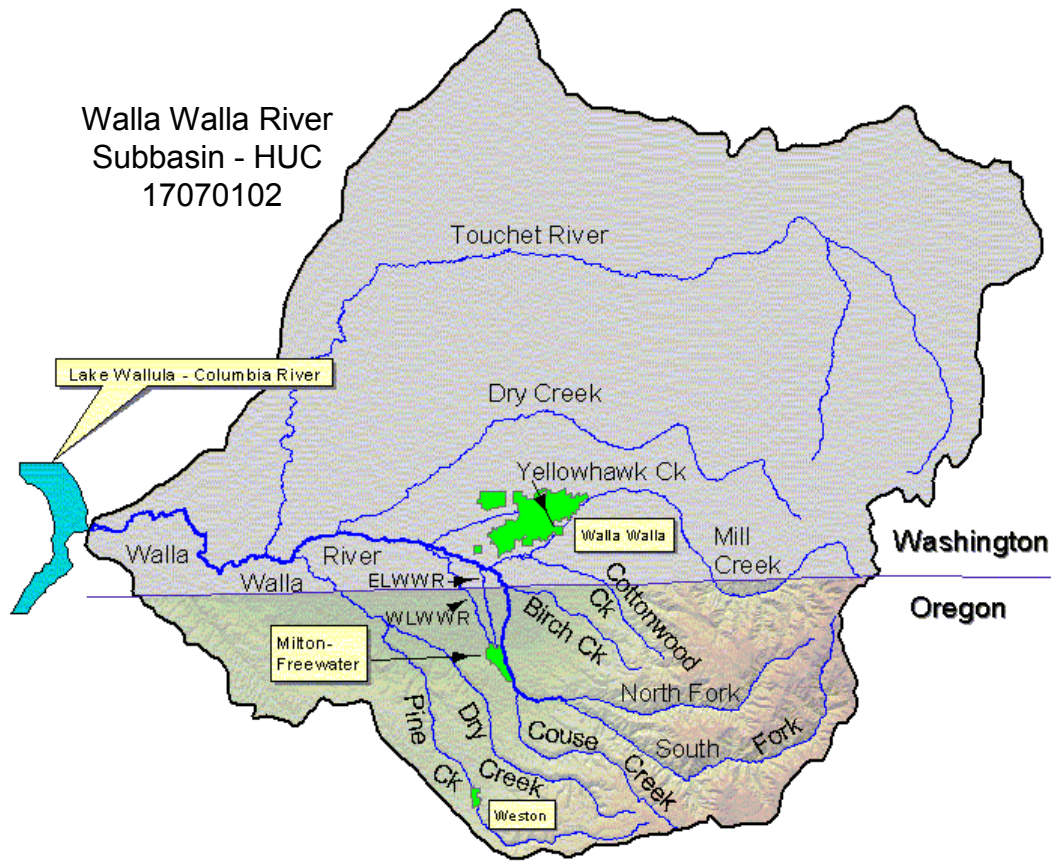 Walla Walla River
Subbasin - HUC
17070102
Touchet River
Lake Wallula - Columbia River
Dry Creek
Yellowhawk Ck
Walla Walla
Mill
Creek
Washington
Oregon
Walla
Walla
River
ELWWR
WLWWR
Cottonwood
Ck
Birch Ck
Milton-
Freewater
North Fork
South
Fork
Pine
Ck
Dry
Creek
Couse
Creek
Weston